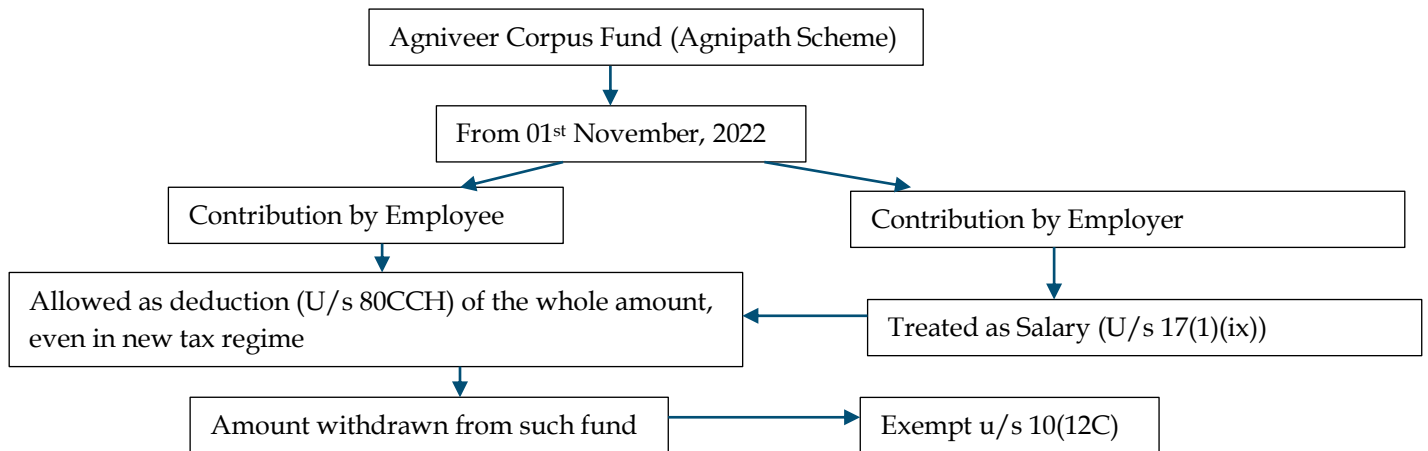 Agniveer Corpus Fund (Agnipath Scheme)
From 01st November, 2022
Contribution by Employee
Contribution by Employer
Allowed as deduction (U/s 80CCH) of the whole amount,
even in new tax regime
Treated as Salary (U/s 17(1)(ix))
Amount withdrawn from such fund
Exempt u/s 10(12C)